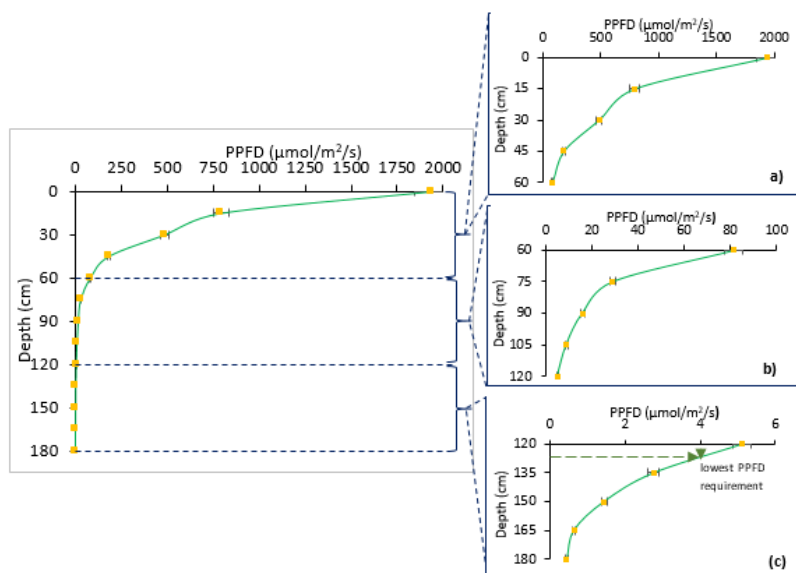 PPFD (µmol/m²/s)
0 250 500 750 1000 1250 1500 1750 2000
Depth (cm)
0
30
60
90
120
150
180
PPFD (µmol/m²/s)
0 500 1000 1500 2000
Depth (cm)
0
15
30
45
60
a)
PPFD (µmol/m²/s)
0 20 40 60 80 100
Depth (cm)
60
75
90
105
120
b)
PPFD (µmol/m²/s)
0 2 4 6
Depth (cm)
120
135
150
165
180
lowest PPFD
requirement
(c)